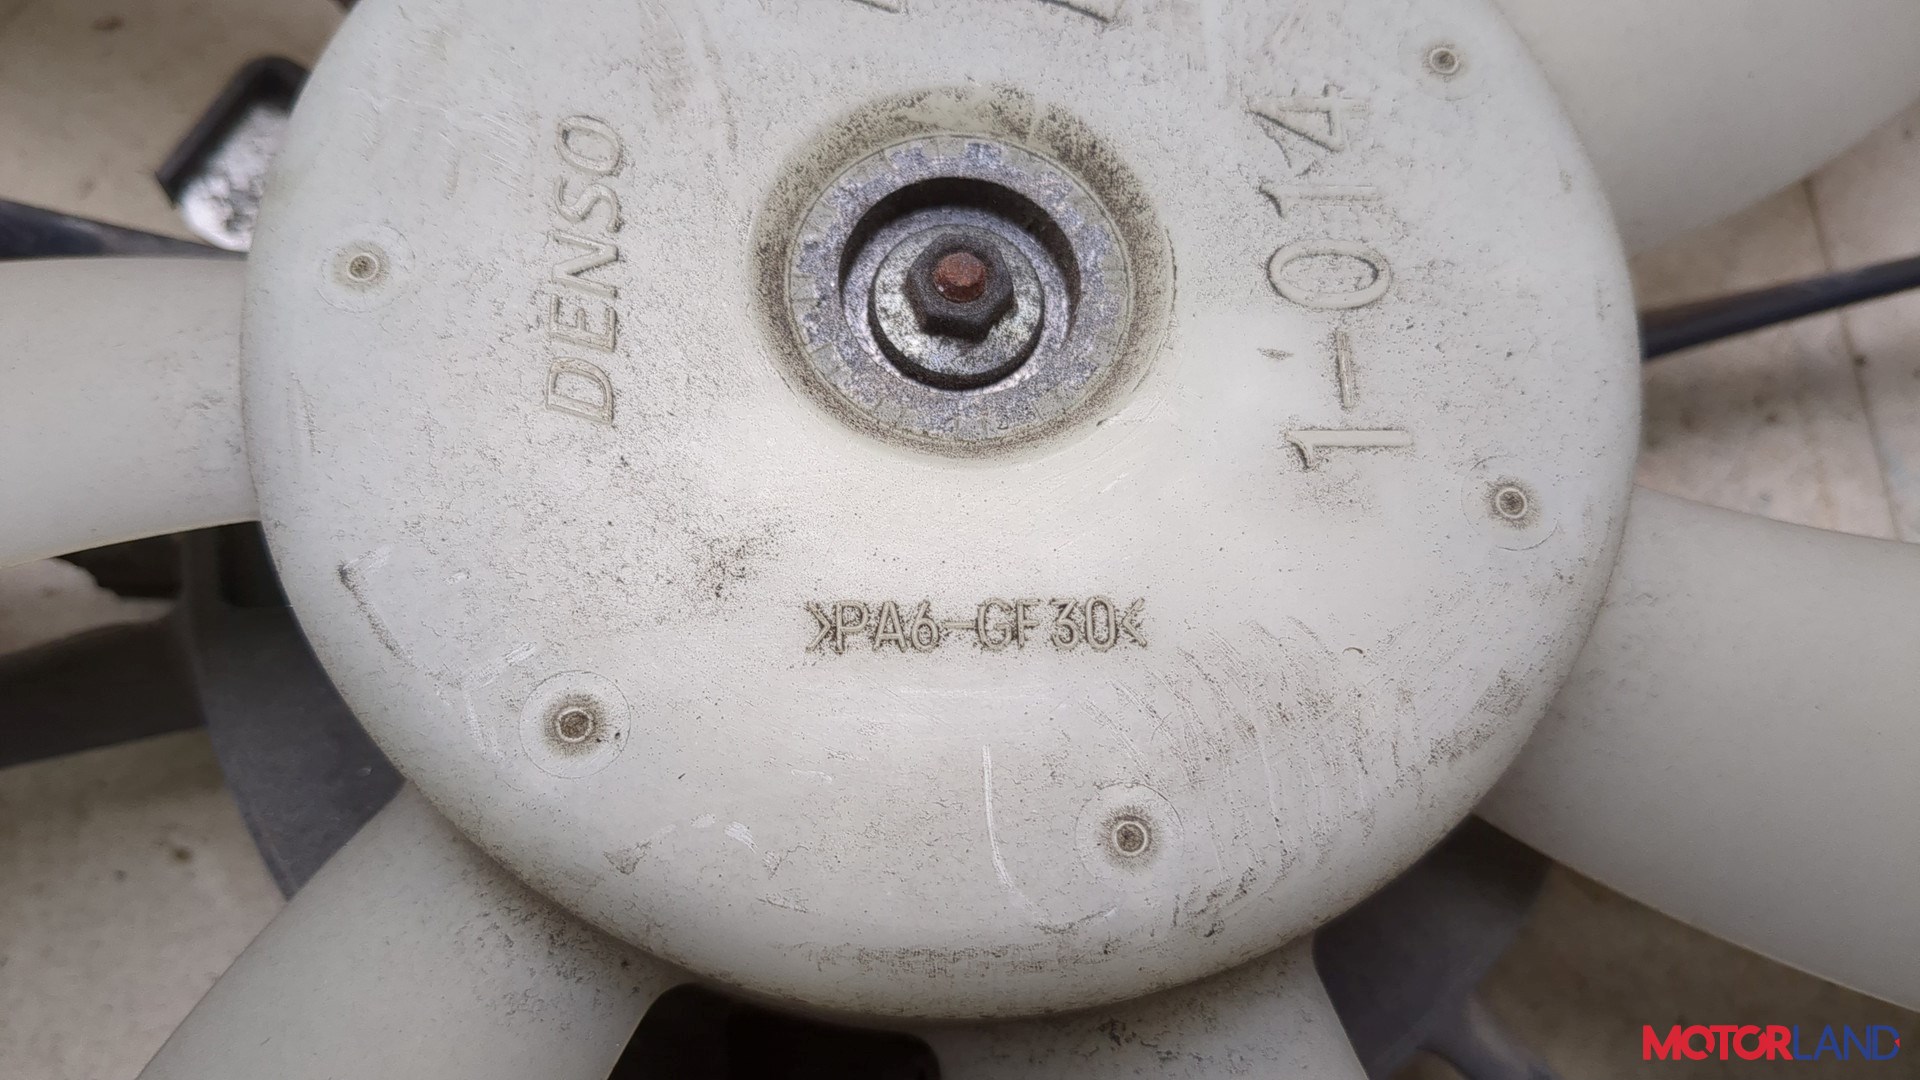 DENSO
1-014
>PA6-GF30<
MOTORLAND